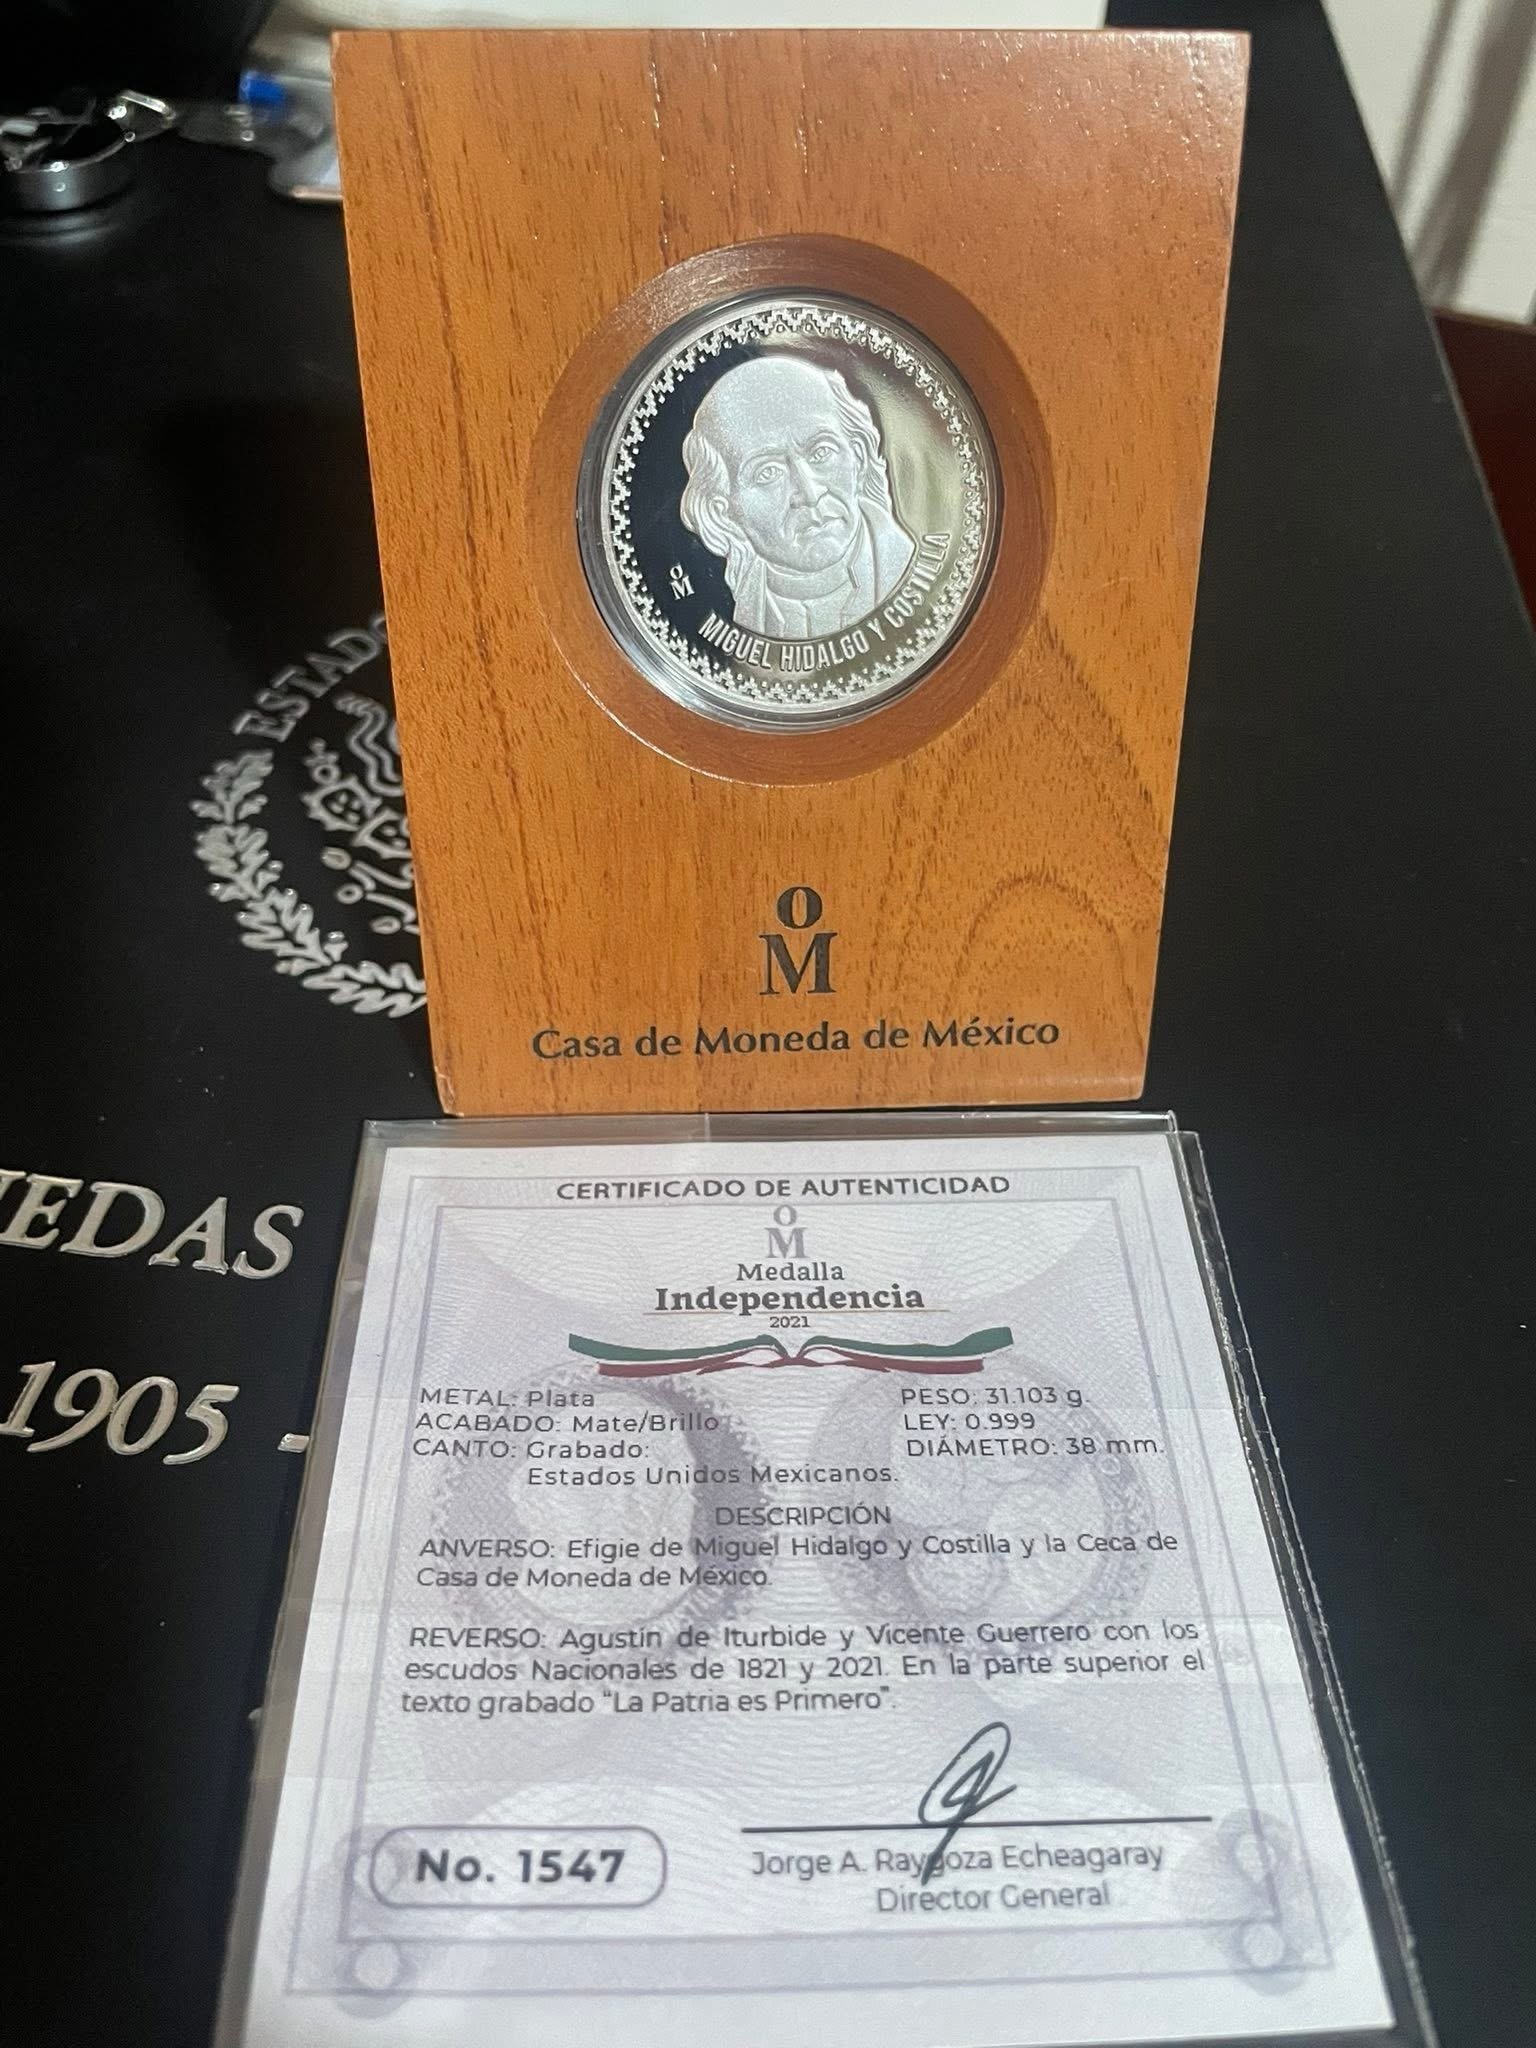 MIGUEL HIDALGO Y COSTILLA
o
M
o
M
Casa de Moneda de México
ESTADO
EDAS
1905 -
CERTIFICADO DE AUTENTICIDAD
o
M
Medalla
Independencia
2021
METAL: Plata PESO: 31.103 g.
ACABADO: Mate/Brillo LEY: 0.999
CANTO: Grabado: DIÁMETRO: 38 mm.
Estados Unidos Mexicanos.
DESCRIPCIÓN
ANVERSO: Efigie de Miguel Hidalgo y Costilla y la Ceca de
Casa de Moneda de México.
REVERSO: Agustín de Iturbide y Vicente Guerrero con los
escudos Nacionales de 1821 y 2021. En la parte superior el
texto grabado “La Patria es Primero”.
No. 1547
Jorge A. Raygoza Echeagaray
Director General